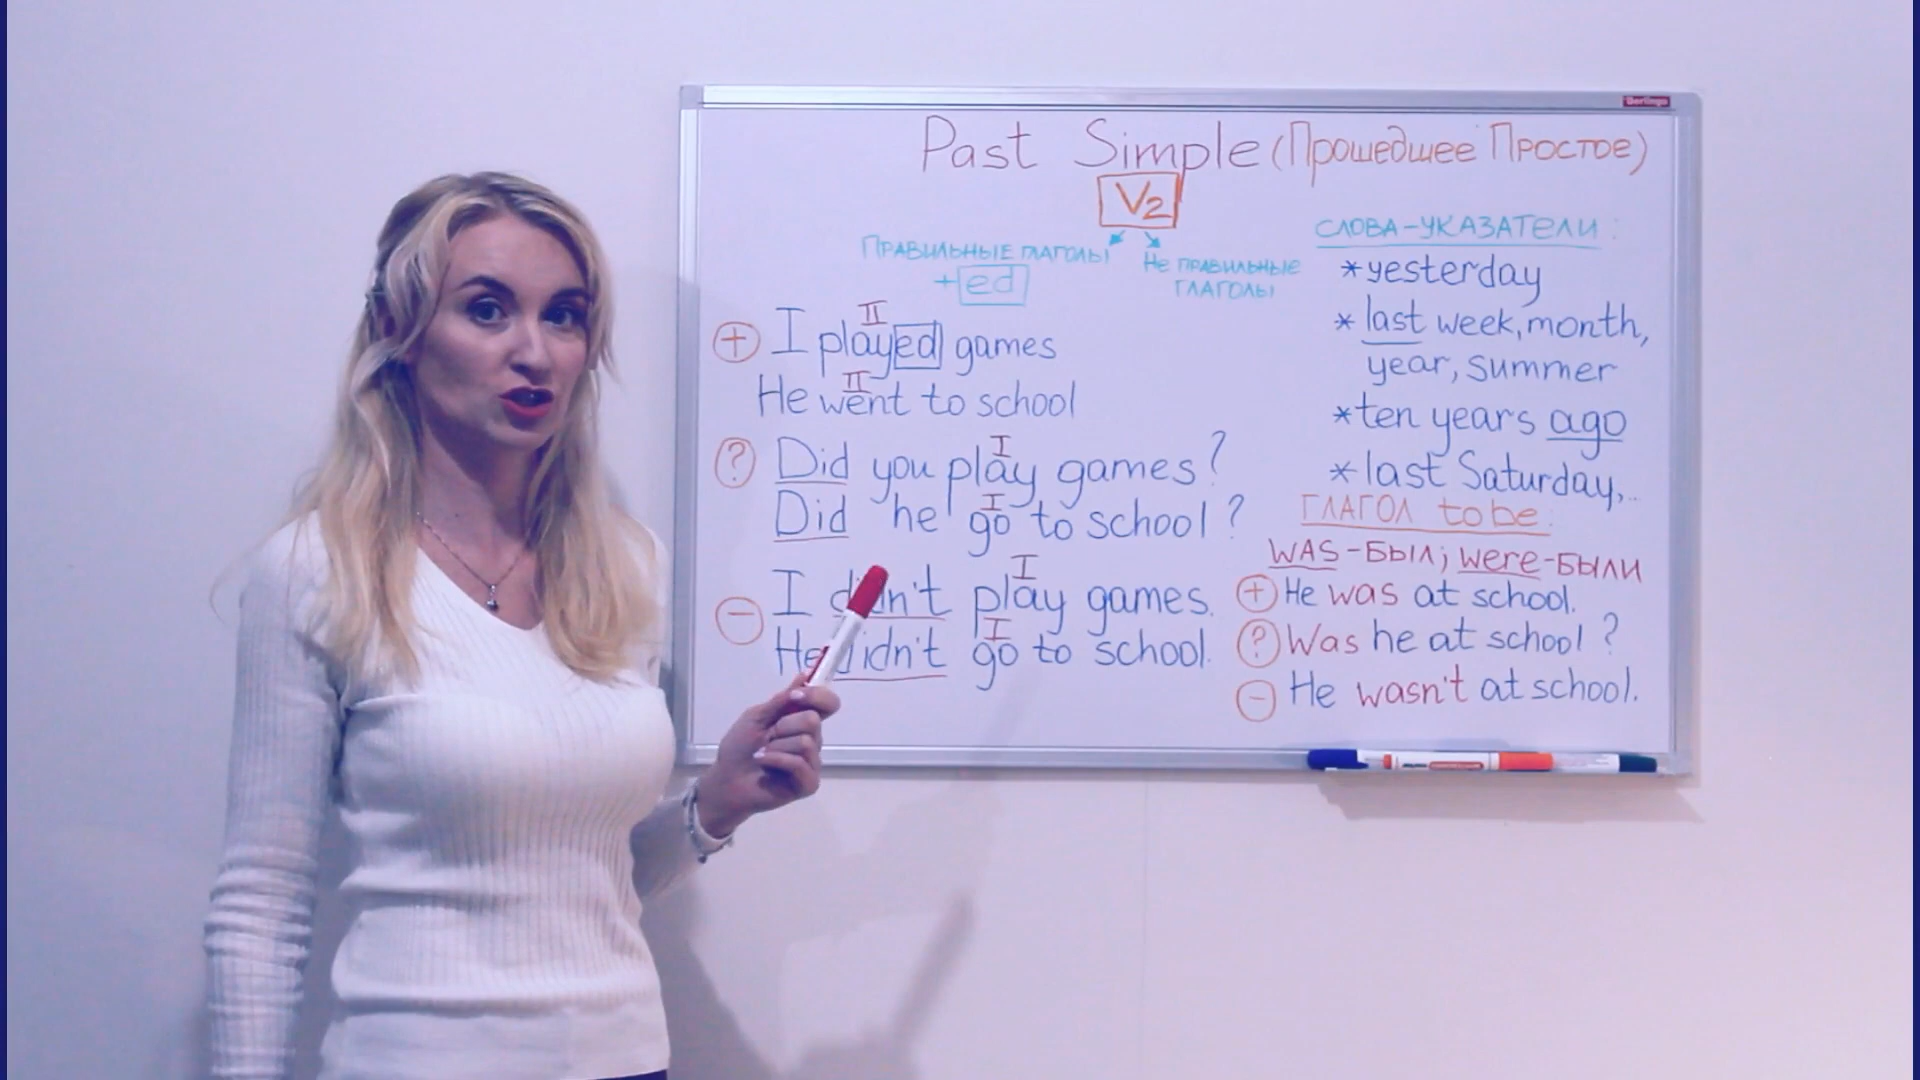 Berlingo
Past Simple (Прошедшее Простое)
V2
Правильные глаголы
+ed
Не правильные
глаголы
II
+ I played games
II
He went to school
I
? Did you play games?
I
Did he go to school?
I
- I didn't play games.
I
He didn't go to school.
Слова-указатели:
*yesterday
*last week, month,
year, summer
*ten years ago
*last Saturday,..
Глагол to be:
was-был; were-были
+ He was at school.
? Was he at school?
- He wasn't at school.